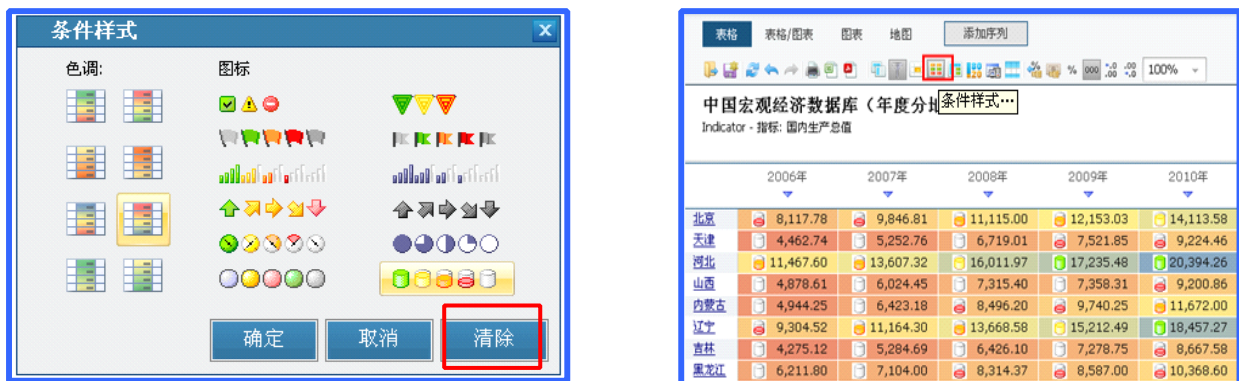 条件样式
色调:
图标
确定
取消
清除
表格
表格/图表
图表
地图
添加序列
% 000 .00 .00 100%
中国宏观经济数据库（年度分地
条件样式…
Indicator - 指标: 国内生产总值
2006年 2007年 2008年 2009年 2010年
北京 8,117.78 9,846.81 11,115.00 12,153.03 14,113.58
天津 4,462.74 5,252.76 6,719.01 7,521.85 9,224.46
河北 11,467.60 13,607.32 16,011.97 17,235.48 20,394.26
山西 4,878.61 6,024.45 7,315.40 7,358.31 9,200.86
内蒙古 4,944.25 6,423.18 8,496.20 9,740.25 11,672.00
辽宁 9,304.52 11,164.30 13,668.58 15,212.49 18,457.27
吉林 4,275.12 5,284.69 6,426.10 7,278.75 8,667.58
黑龙江 6,211.80 7,104.00 8,314.37 8,587.00 10,368.60